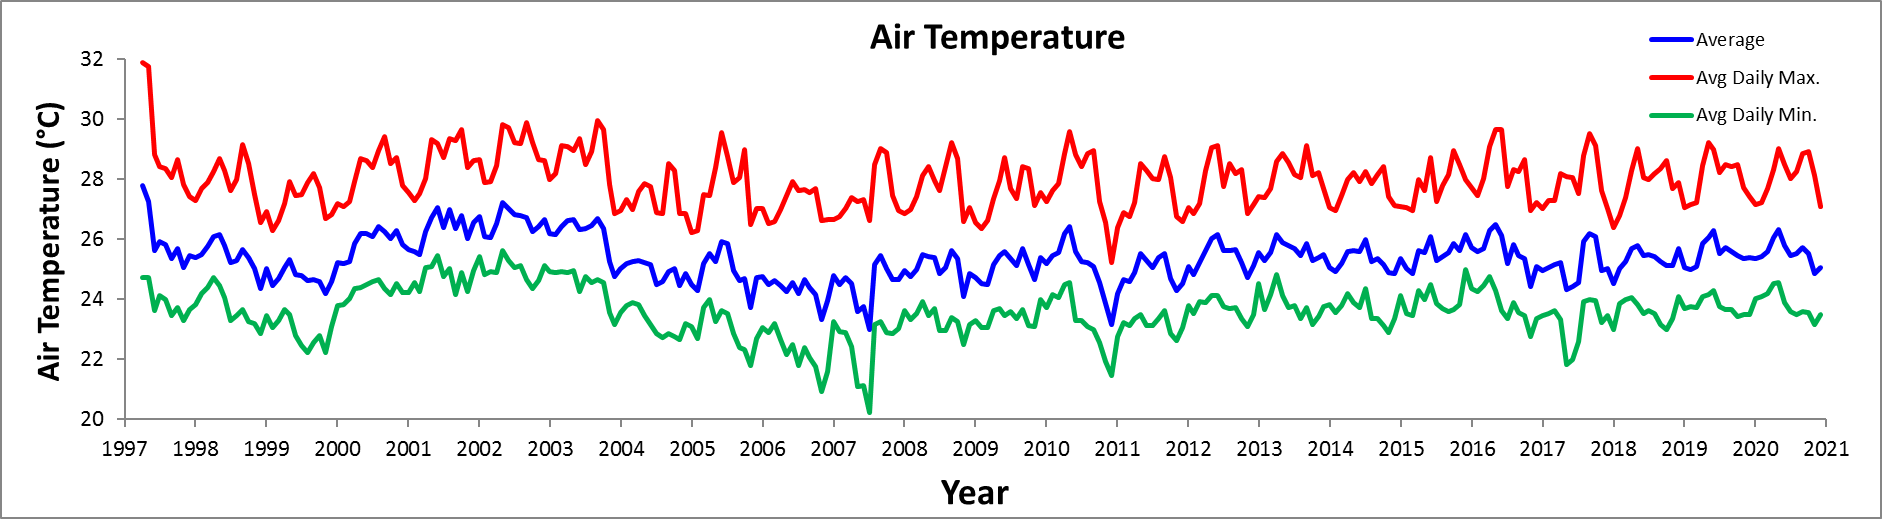 Air Temperature
Average
Avg Daily Max.
Avg Daily Min.
Air Temperature (°C)
32
30
28
26
24
22
20
1997 1998 1999 2000 2001 2002 2003 2004 2005 2006 2007 2008 2009 2010 2011 2012 2013 2014 2015 2016 2017 2018 2019 2020 2021
Year